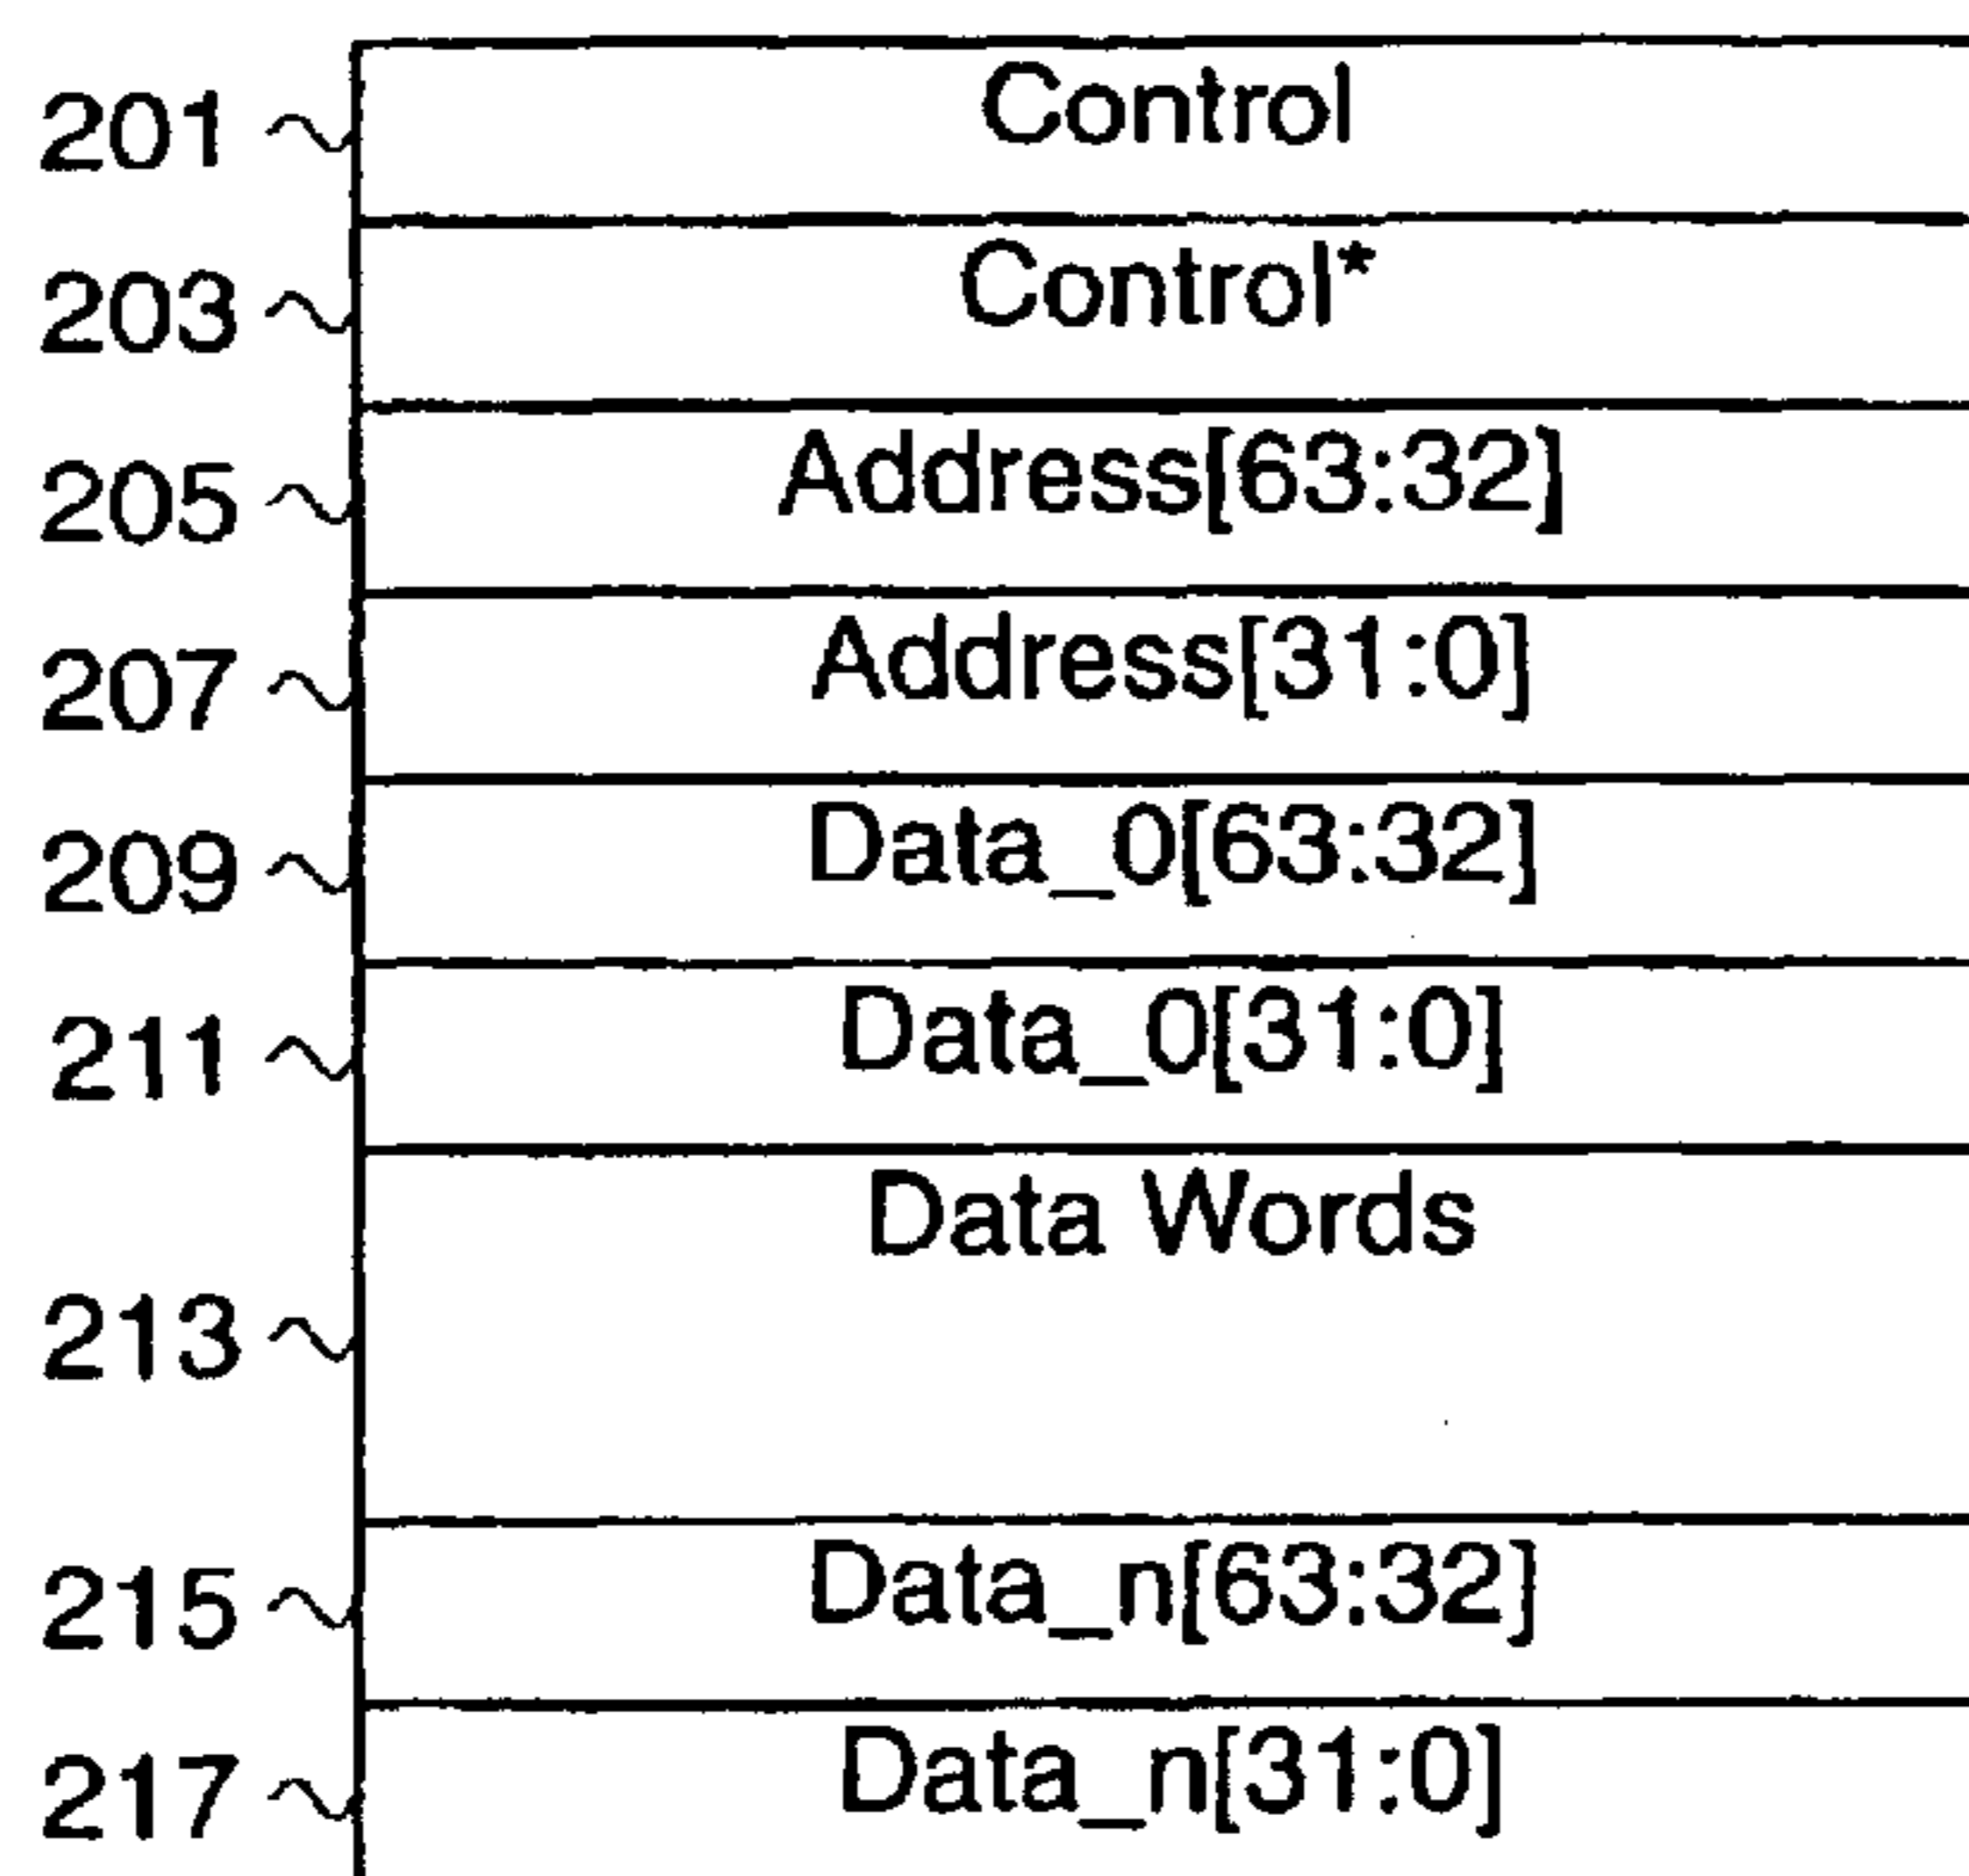 201 Control
203 Control*
205 Address[63:32]
207 Address[31:0]
209 Data_0[63:32]
211 Data_0[31:0]
Data Words
213
215 Data_n[63:32]
217 Data_n[31:0]